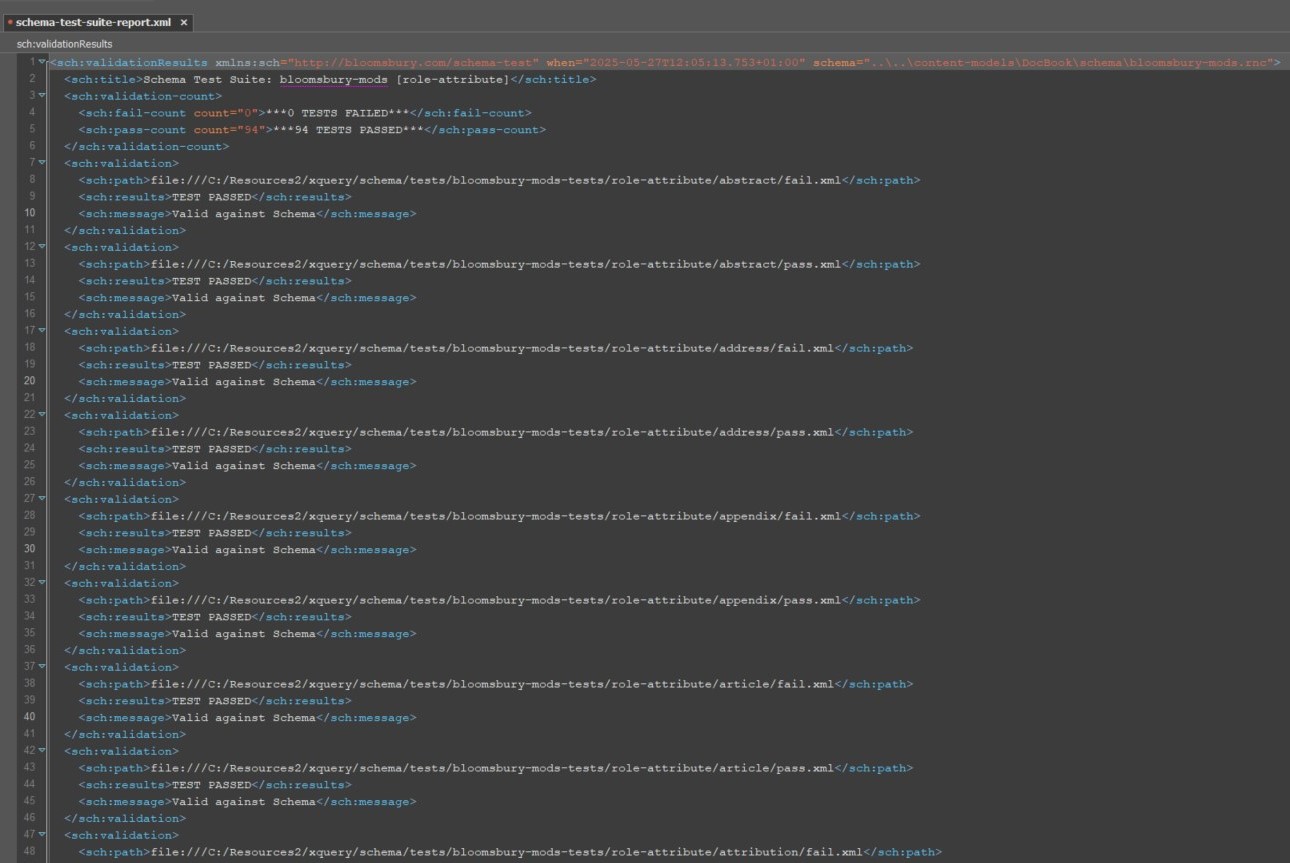 * schema-test-suite-report.xml ×
sch:validationResults
1 <sch:validationResults xmlns:sch="http://bloomsbury.com/schema-test" when="2025-05-27T12:05:13.753+01:00" schema="..\..\content-models\DocBook\schema\bloomsbury-mods.rnc">
2 <sch:title>Schema Test Suite: bloomsbury-mods [role-attribute]</sch:title>
3 <sch:validation-count>
4 <sch:fail-count count="0">***0 TESTS FAILED***</sch:fail-count>
5 <sch:pass-count count="94">***94 TESTS PASSED***</sch:pass-count>
6 </sch:validation-count>
7 <sch:validation>
8 <sch:path>file:///C:/Resources2/xquery/schema/tests/bloomsbury-mods-tests/role-attribute/abstract/fail.xml</sch:path>
9 <sch:results>TEST PASSED</sch:results>
10 <sch:message>Valid against Schema</sch:message>
11 </sch:validation>
12 <sch:validation>
13 <sch:path>file:///C:/Resources2/xquery/schema/tests/bloomsbury-mods-tests/role-attribute/abstract/pass.xml</sch:path>
14 <sch:results>TEST PASSED</sch:results>
15 <sch:message>Valid against Schema</sch:message>
16 </sch:validation>
17 <sch:validation>
18 <sch:path>file:///C:/Resources2/xquery/schema/tests/bloomsbury-mods-tests/role-attribute/address/fail.xml</sch:path>
19 <sch:results>TEST PASSED</sch:results>
20 <sch:message>Valid against Schema</sch:message>
21 </sch:validation>
22 <sch:validation>
23 <sch:path>file:///C:/Resources2/xquery/schema/tests/bloomsbury-mods-tests/role-attribute/address/pass.xml</sch:path>
24 <sch:results>TEST PASSED</sch:results>
25 <sch:message>Valid against Schema</sch:message>
26 </sch:validation>
27 <sch:validation>
28 <sch:path>file:///C:/Resources2/xquery/schema/tests/bloomsbury-mods-tests/role-attribute/appendix/fail.xml</sch:path>
29 <sch:results>TEST PASSED</sch:results>
30 <sch:message>Valid against Schema</sch:message>
31 </sch:validation>
32 <sch:validation>
33 <sch:path>file:///C:/Resources2/xquery/schema/tests/bloomsbury-mods-tests/role-attribute/appendix/pass.xml</sch:path>
34 <sch:results>TEST PASSED</sch:results>
35 <sch:message>Valid against Schema</sch:message>
36 </sch:validation>
37 <sch:validation>
38 <sch:path>file:///C:/Resources2/xquery/schema/tests/bloomsbury-mods-tests/role-attribute/article/fail.xml</sch:path>
39 <sch:results>TEST PASSED</sch:results>
40 <sch:message>Valid against Schema</sch:message>
41 </sch:validation>
42 <sch:validation>
43 <sch:path>file:///C:/Resources2/xquery/schema/tests/bloomsbury-mods-tests/role-attribute/article/pass.xml</sch:path>
44 <sch:results>TEST PASSED</sch:results>
45 <sch:message>Valid against Schema</sch:message>
46 </sch:validation>
47 <sch:validation>
48 <sch:path>file:///C:/Resources2/xquery/schema/tests/bloomsbury-mods-tests/role-attribute/attribution/fail.xml</sch:path>